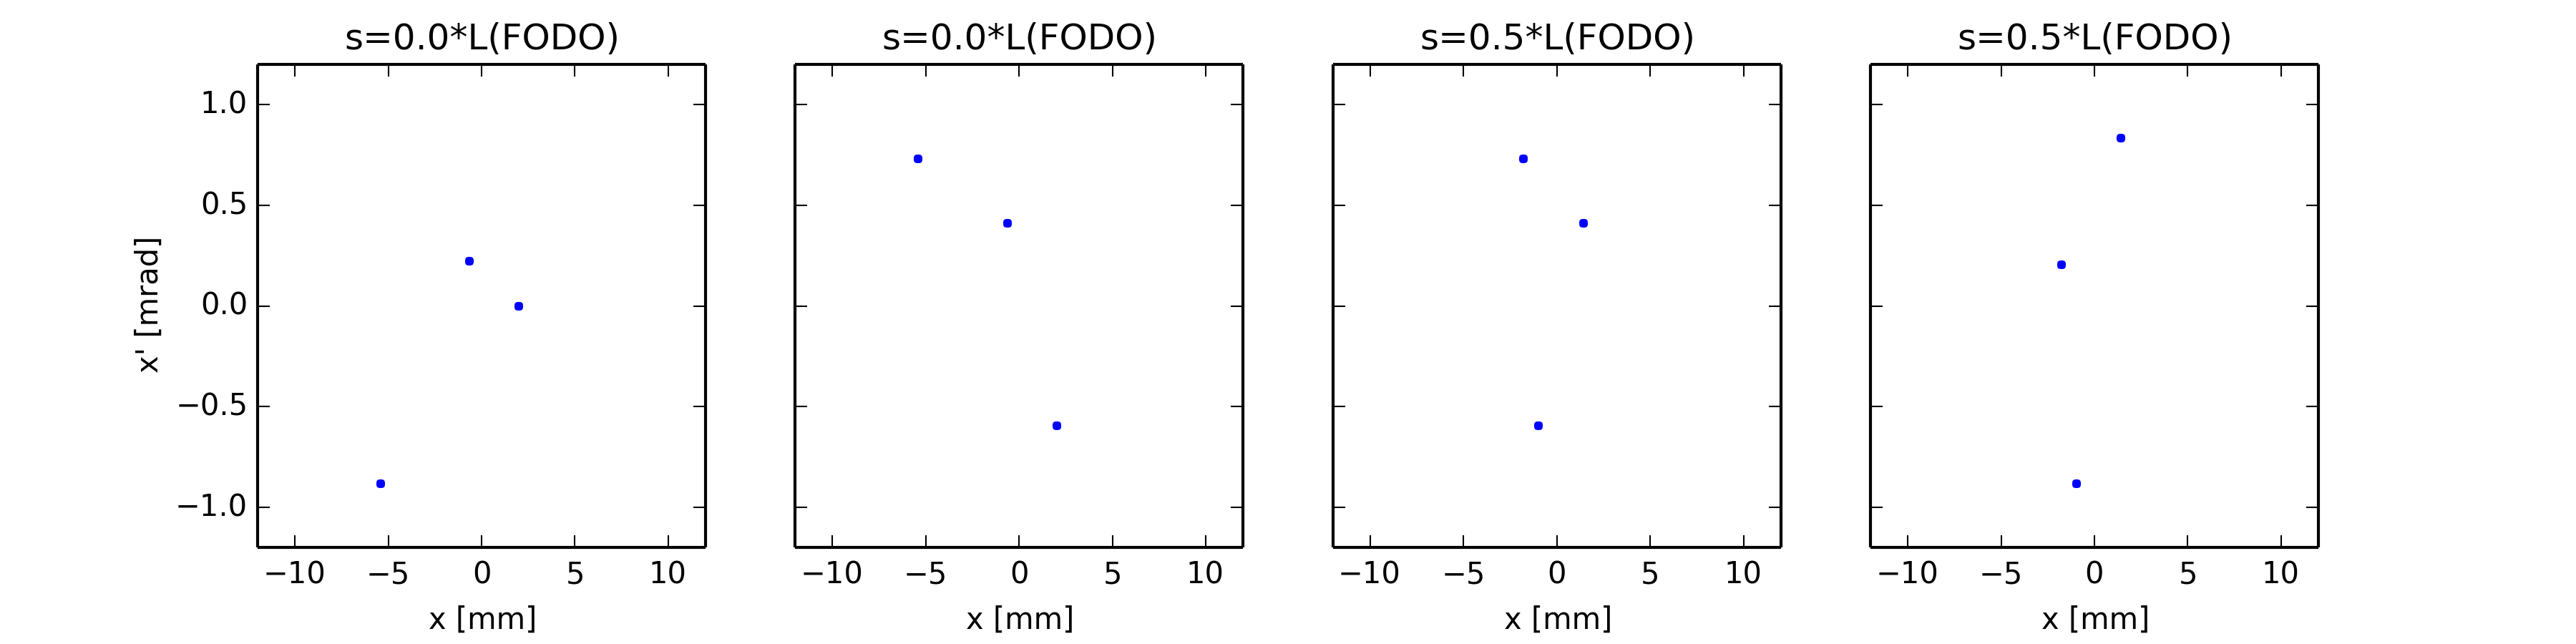 s=0.0*L(FODO) s=0.0*L(FODO) s=0.5*L(FODO) s=0.5*L(FODO)
1.0
0.5
0.0
−0.5
−1.0
x' [mrad]
−10 −5 0 5 10 −10 −5 0 5 10 −10 −5 0 5 10 −10 −5 0 5 10
x [mm] x [mm] x [mm] x [mm]